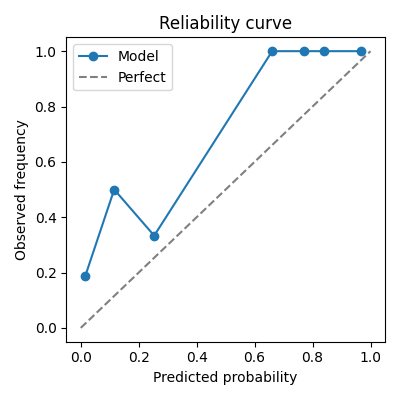 Reliability curve
Model
Perfect
Observed frequency
1.0
0.8
0.6
0.4
0.2
0.0
0.0 0.2 0.4 0.6 0.8 1.0
Predicted probability